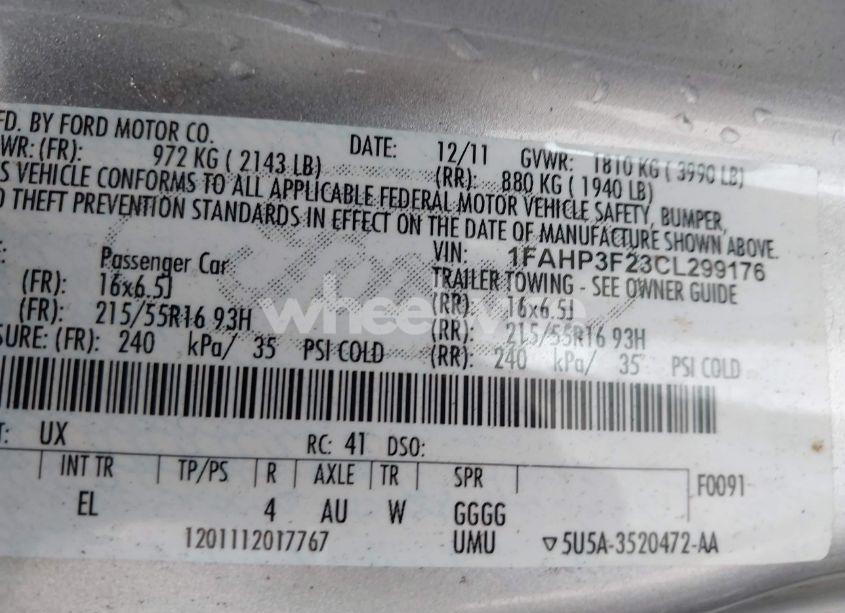 FD. BY FORD MOTOR CO.
DATE: 12/11 GVWR: 1810 KG ( 3990 LB)
WR: (FR): 972 KG ( 2143 LB) (RR): 880 KG ( 1940 LB)
S VEHICLE CONFORMS TO ALL APPLICABLE FEDERAL MOTOR VEHICLE SAFETY, BUMPER,
D THEFT PREVENTION STANDARDS IN EFFECT ON THE DATE OF MANUFACTURE SHOWN ABOVE.
VIN: 1FAHP3F23CL299176
Passenger Car TRAILER TOWING - SEE OWNER GUIDE
(FR): 16x6.5J (RR): 16x6.5J
(FR): 215/55R16 93H (RR): 215/55R16 93H
SURE: (FR): 240 kPa/ 35 PSI COLD (RR): 240 kPa/ 35 PSI COLD
T: UX RC: 41 DSO:
INT TR TP/PS R AXLE TR SPR F0091
EL 4 AU W GGGG
1201112017767 UMU ▽5U5A-3520472-AA